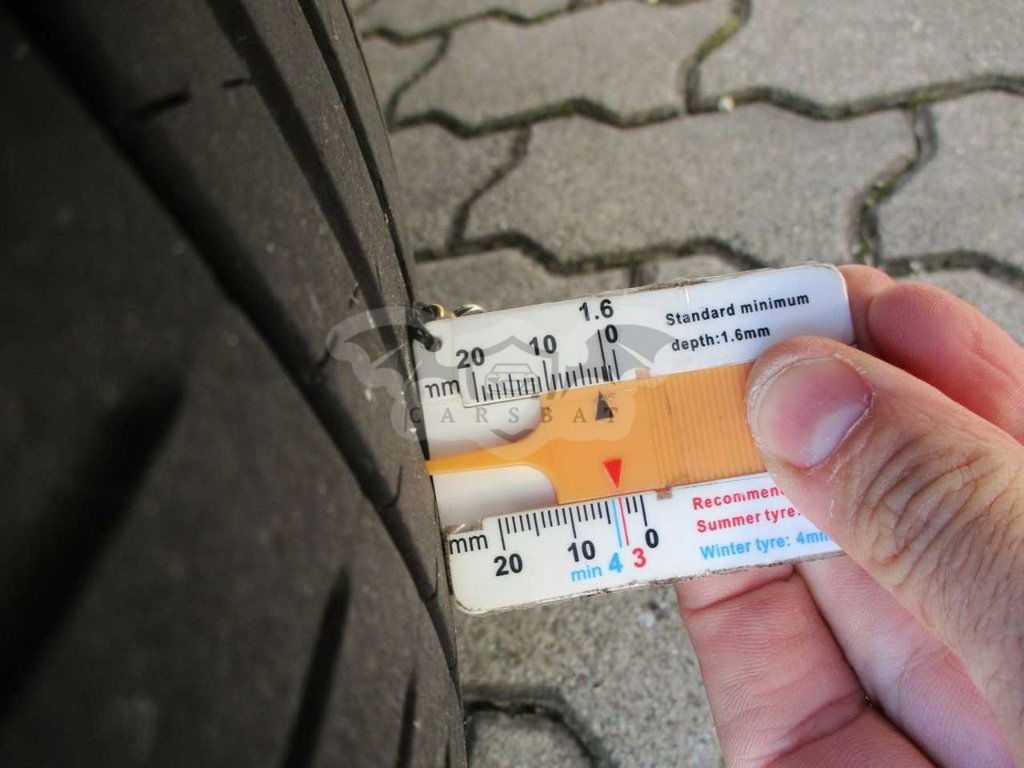 1.6
20 10 0
mm
Standard minimum
depth:1.6mm
CARSBAT
mm
20 10 0
min 4 3
Recommen
Summer tyre:
Winter tyre: 4mm